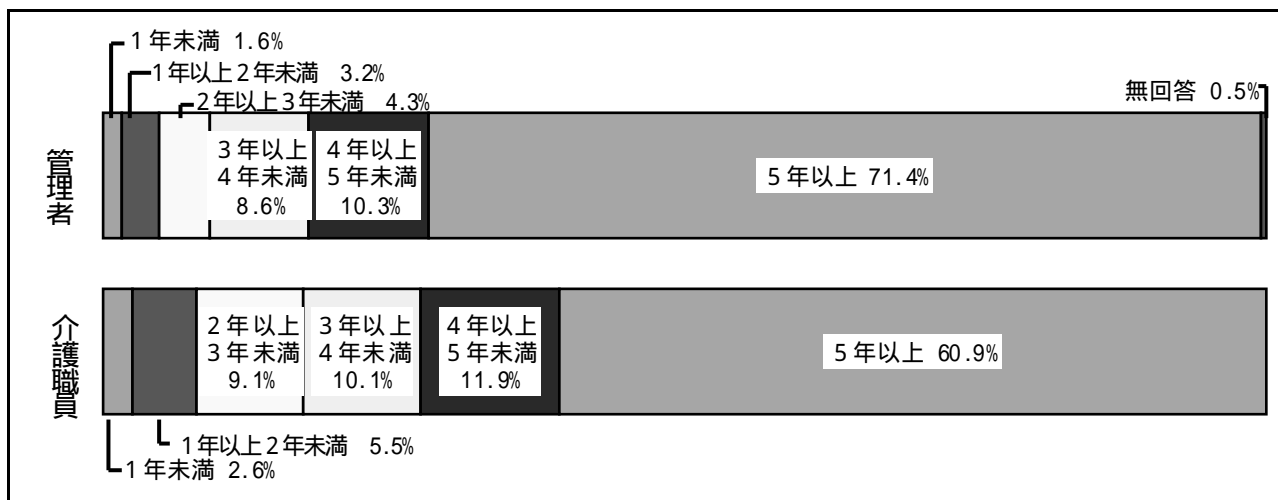 1年未満 1.6%
1年以上2年未満 3.2%
2年以上3年未満 4.3%
無回答 0.5%
管理者
3年以上
4年未満
8.6%
4年以上
5年未満
10.3%
5年以上 71.4%
介護職員
2年以上
3年未満
9.1%
3年以上
4年未満
10.1%
4年以上
5年未満
11.9%
5年以上 60.9%
1年以上2年未満 5.5%
1年未満 2.6%